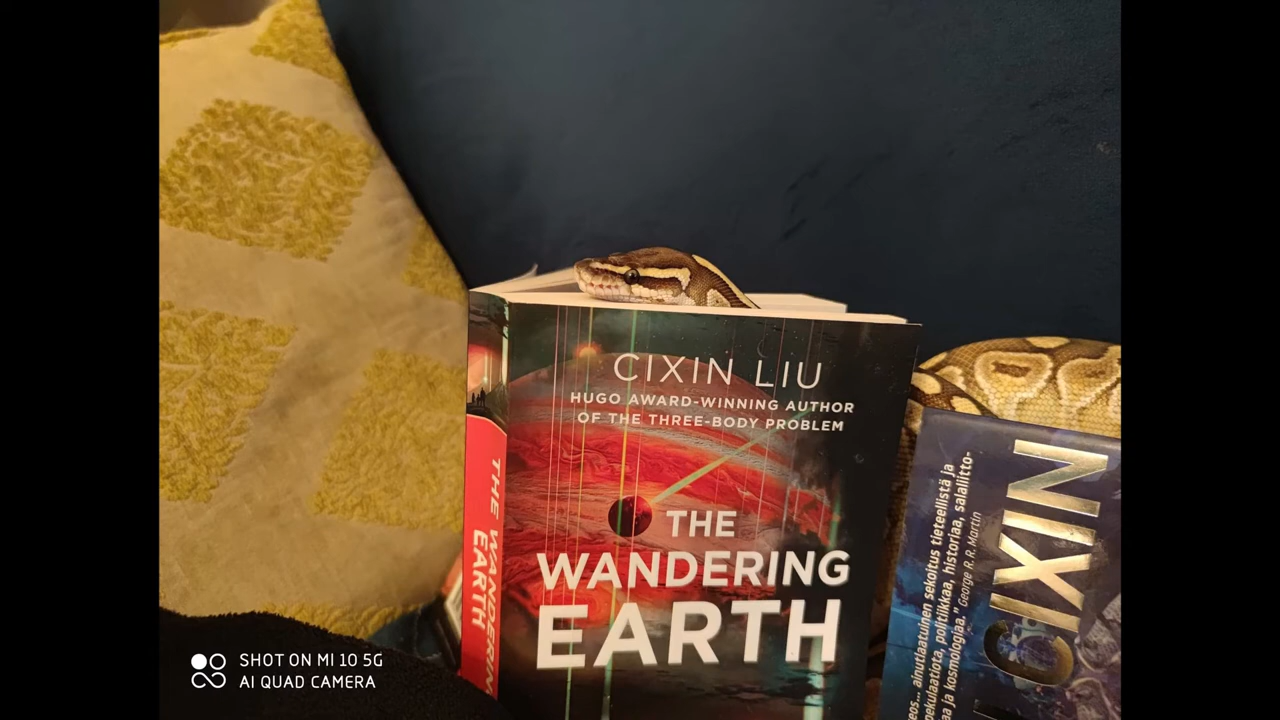 CIXIN LIU
HUGO AWARD-WINNING AUTHOR
OF THE THREE-BODY PROBLEM
THE
WANDERING
EARTH
THE WANDERING
EARTH
CIXIN
ainutlaatuinen sekoitus tieteellistä ja
politiikkaa, historiaa, salaliitto-
ja kosmologiaa." George R. R. Martin
SHOT ON MI 10 5G
AI QUAD CAMERA